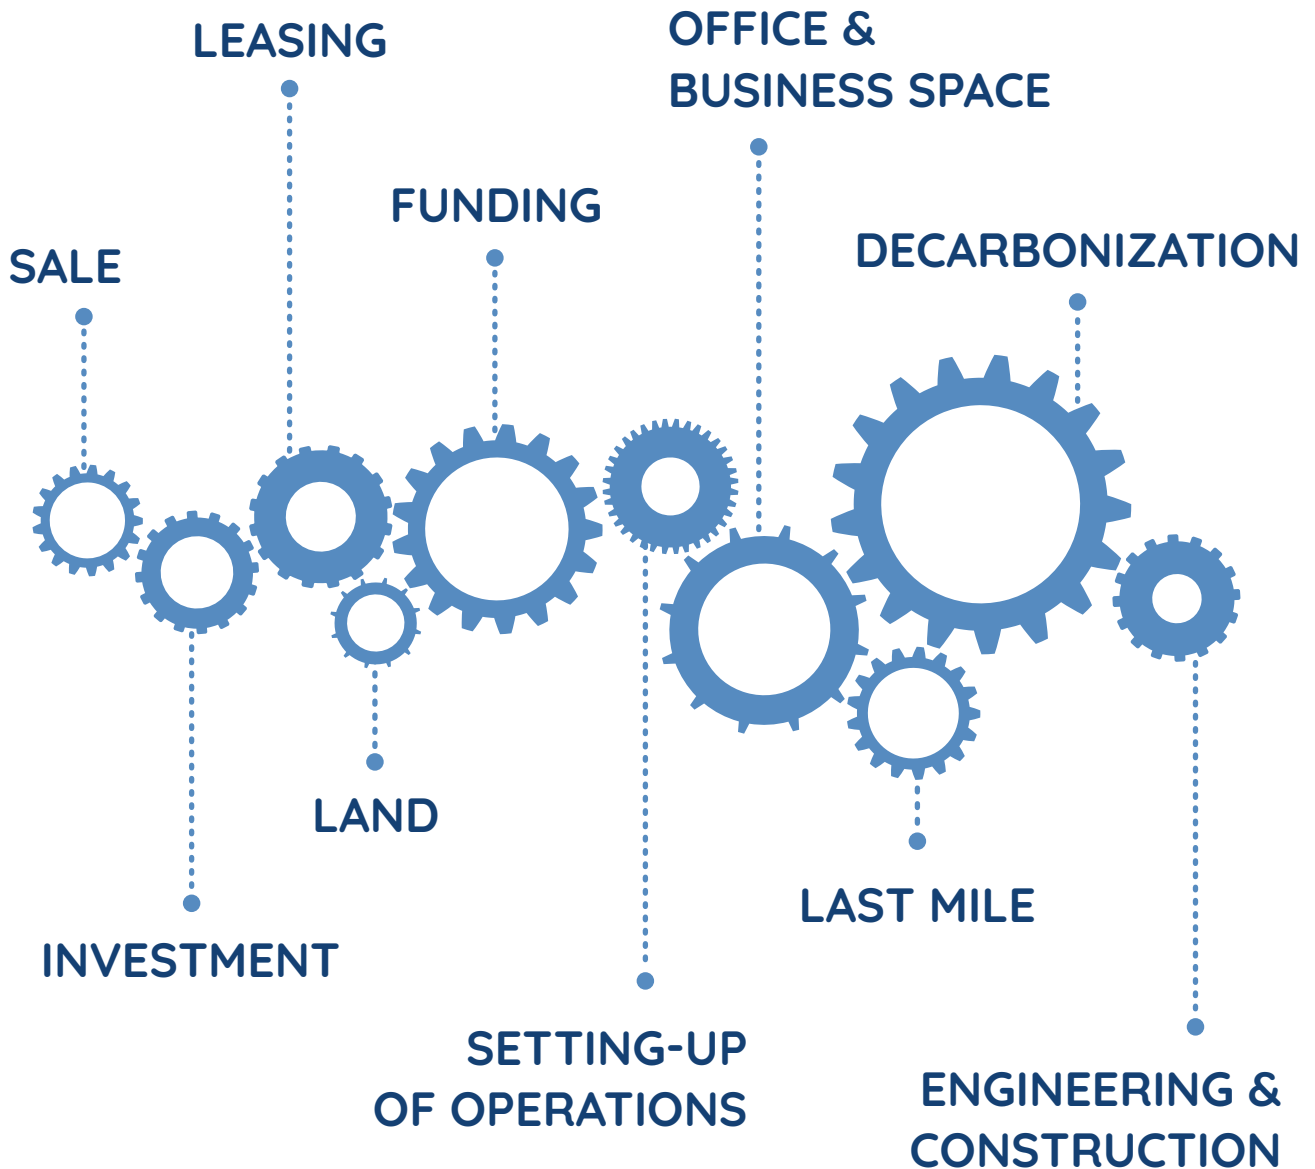 LEASING
OFFICE &
BUSINESS SPACE
FUNDING
SALE
DECARBONIZATION
LAND
LAST MILE
INVESTMENT
SETTING-UP
OF OPERATIONS
ENGINEERING &
CONSTRUCTION